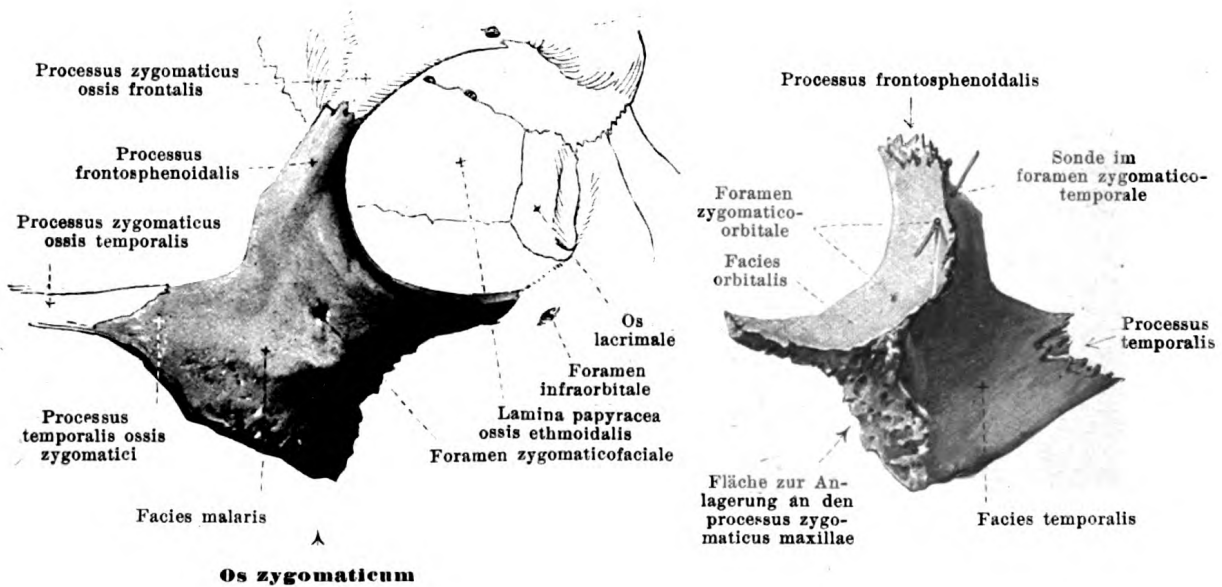 Processus zygomaticus
ossis frontalis
Processus
frontosphenoidalis
Processus zygomaticus
ossis temporalis
Processus
temporalis ossis
zygomatici
Facies malaris
Os
lacrimale
Foramen
infraorbitale
Lamina papyracea
ossis ethmoidalis
Foramen zygomaticofaciale
Os zygomaticum
Processus frontosphenoidalis
Sonde im
foramen zygomatico-
temporale
Foramen
zygomatico-
orbitale
Facies
orbitalis
Processus
temporalis
Fläche zur An-
lagerung an den
processus zygo-
maticus maxillae
Facies temporalis